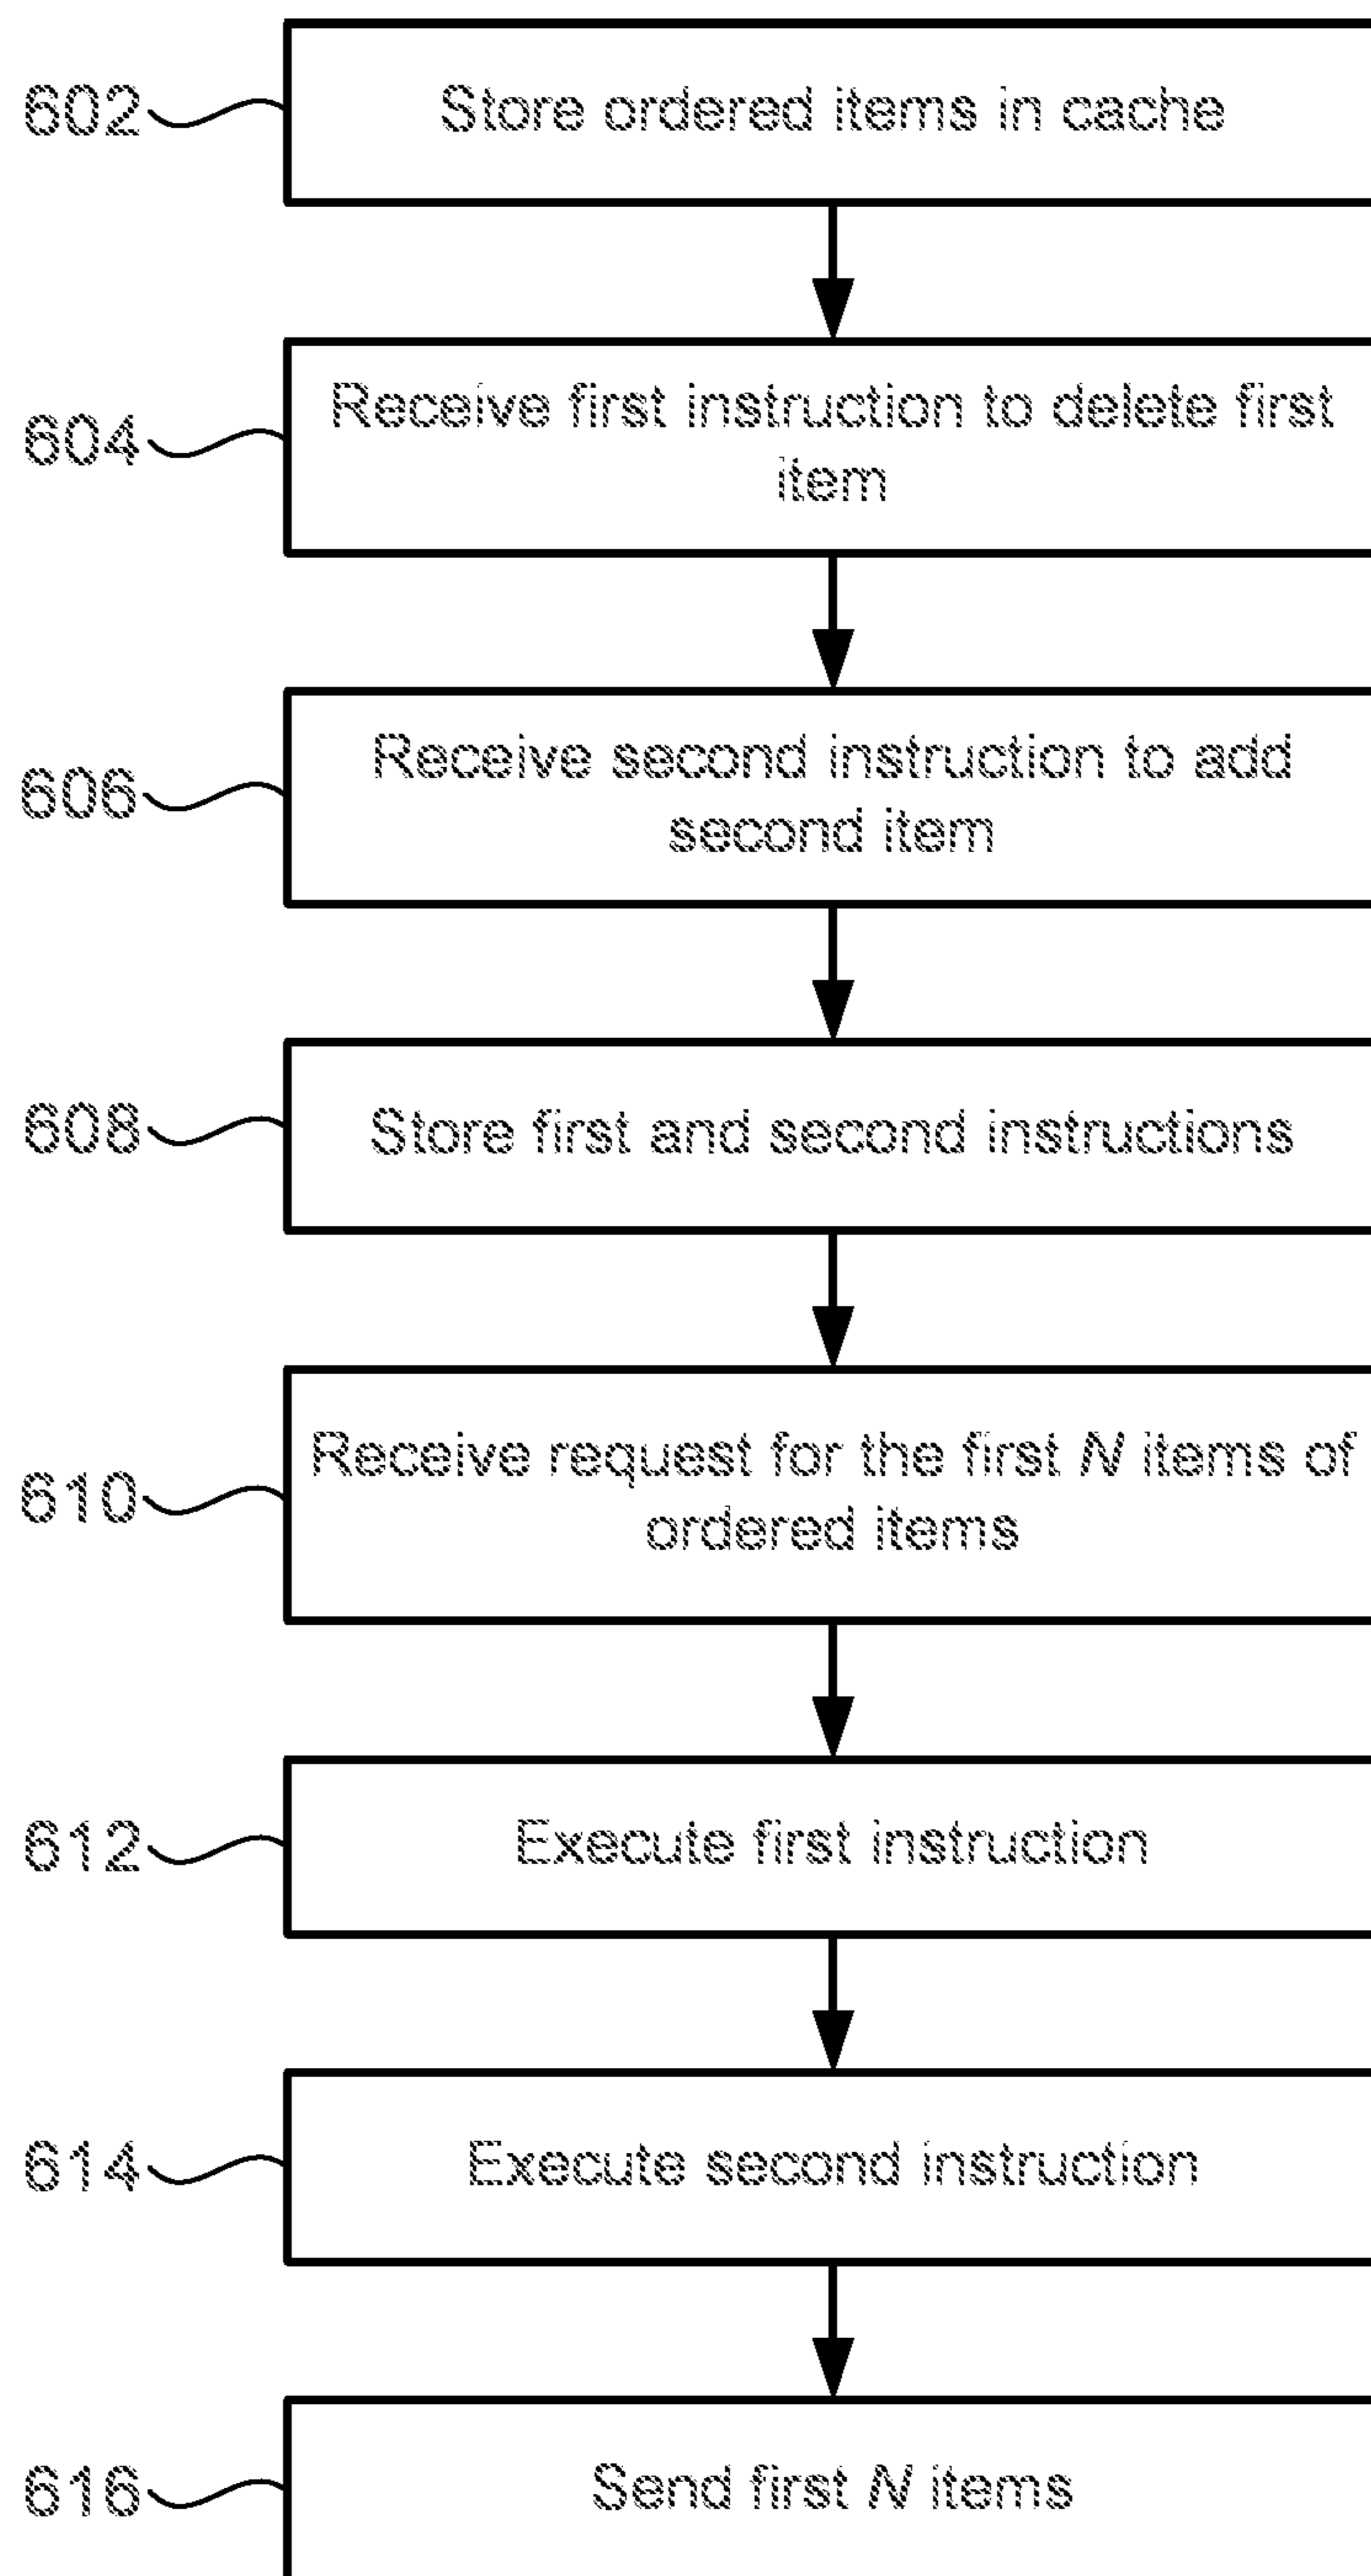 602
Store ordered items in cache
604
Receive first instruction to delete first
item
606
Receive second instruction to add
second item
608
Store first and second instructions
610
Receive request for the first N items of
ordered items
612
Execute first instruction
614
Execute second instruction
616
Send first N items